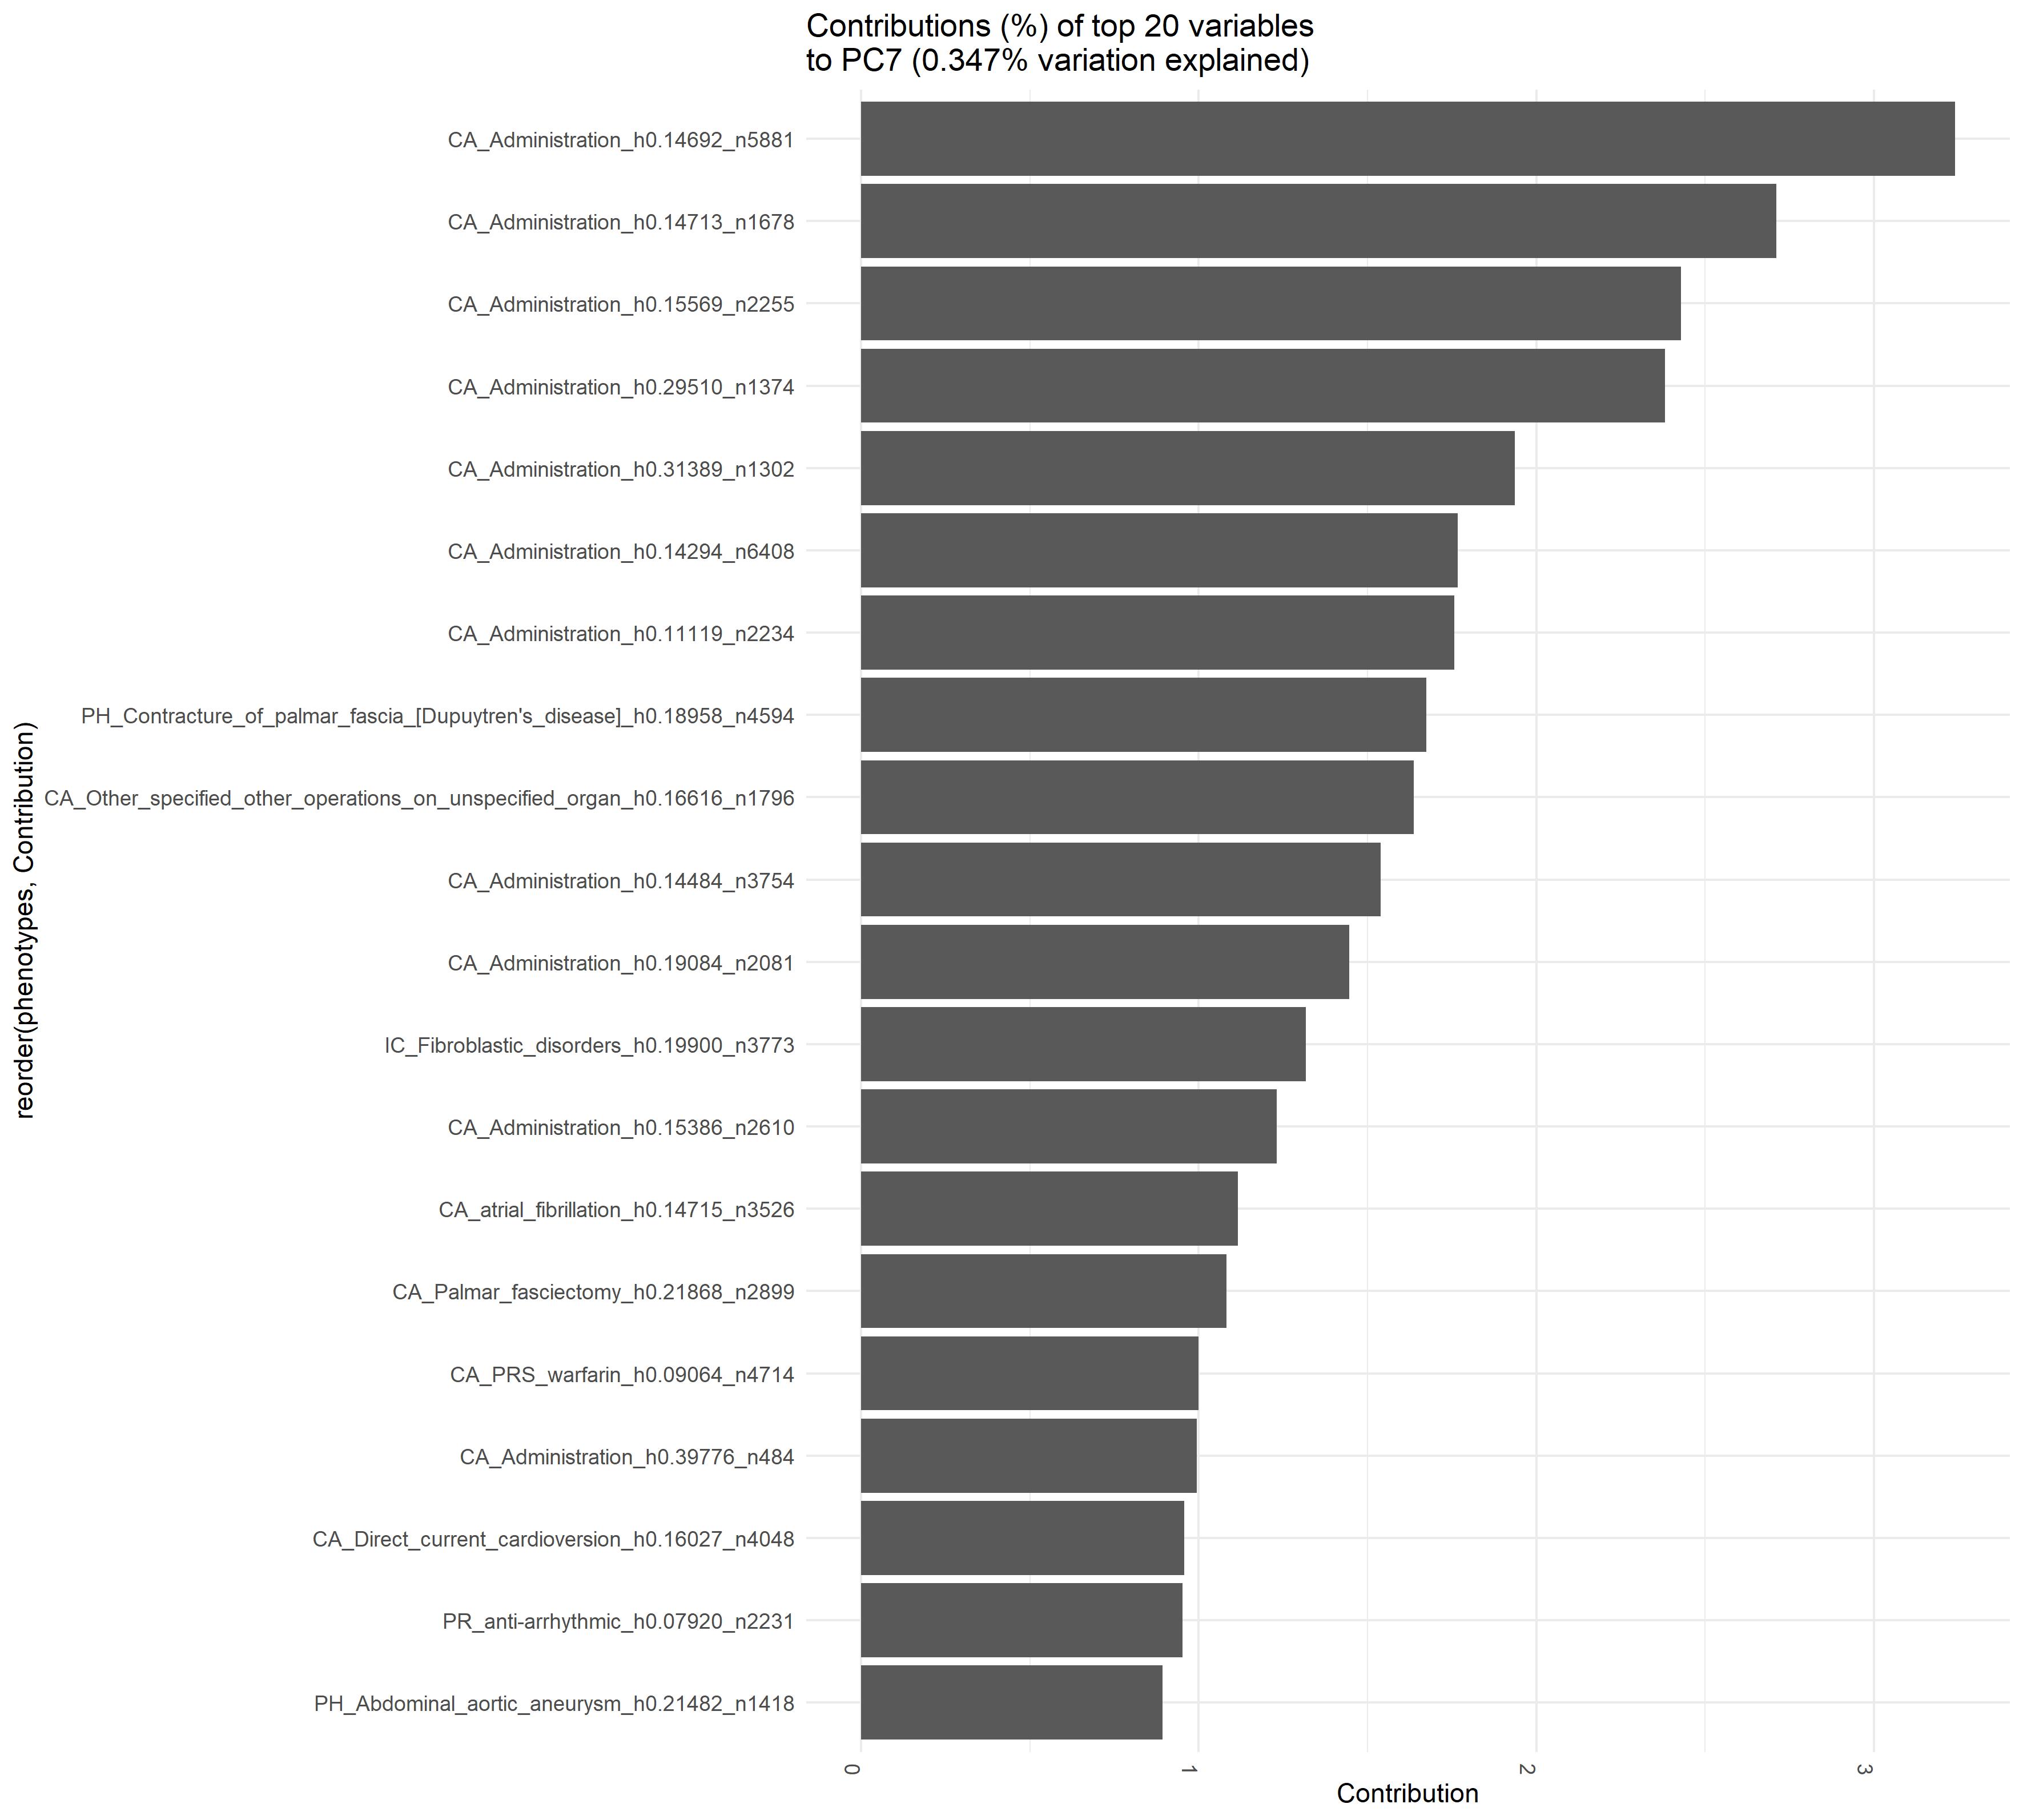 Contributions (%) of top 20 variables
to PC7 (0.347% variation explained)
CA_Administration_h0.14692_n5881
CA_Administration_h0.14713_n1678
CA_Administration_h0.15569_n2255
CA_Administration_h0.29510_n1374
CA_Administration_h0.31389_n1302
CA_Administration_h0.14294_n6408
CA_Administration_h0.11119_n2234
PH_Contracture_of_palmar_fascia_[Dupuytren's_disease]_h0.18958_n4594
CA_Other_specified_other_operations_on_unspecified_organ_h0.16616_n1796
CA_Administration_h0.14484_n3754
CA_Administration_h0.19084_n2081
IC_Fibroblastic_disorders_h0.19900_n3773
CA_Administration_h0.15386_n2610
CA_atrial_fibrillation_h0.14715_n3526
CA_Palmar_fasciectomy_h0.21868_n2899
CA_PRS_warfarin_h0.09064_n4714
CA_Administration_h0.39776_n484
CA_Direct_current_cardioversion_h0.16027_n4048
PR_anti-arrhythmic_h0.07920_n2231
PH_Abdominal_aortic_aneurysm_h0.21482_n1418
reorder(phenotypes, Contribution)
0 1 2 3
Contribution